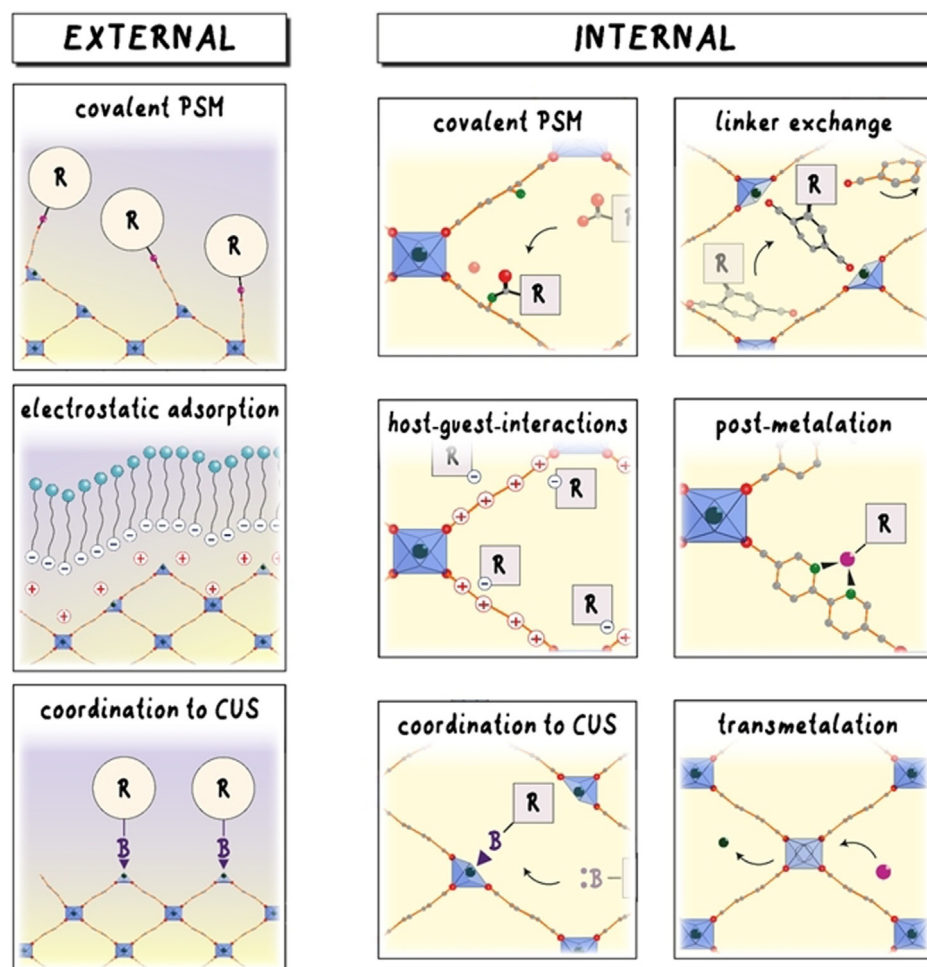 EXTERNAL
INTERNAL
covalent PSM
R
R
R
covalent PSM
R
R
linker exchange
R
R
electrostatic adsorption
- - - - - - - - - - - - - - -
+ + + + + + +
host-guest-interactions
R
R
R
R
- - - -
+ + + + + + + + + + +
post-metalation
R
coordination to CUS
R R
B B
coordination to CUS
R
B
:B–
transmetalation